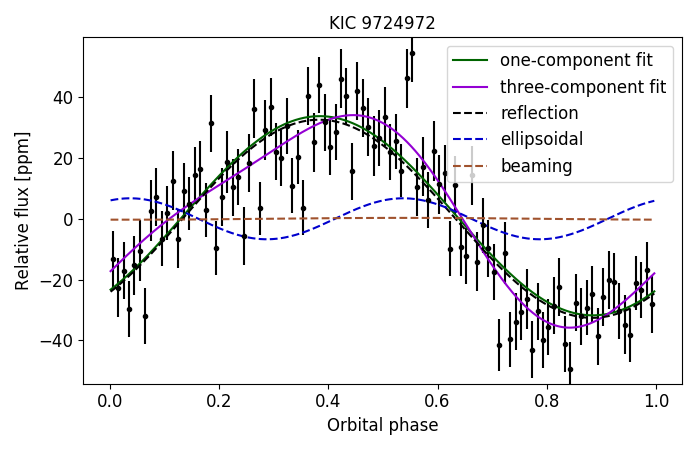 KIC 9724972
one-component fit
three-component fit
reflection
ellipsoidal
beaming
Relative flux [ppm]
40
20
0
−20
−40
0.0 0.2 0.4 0.6 0.8 1.0
Orbital phase